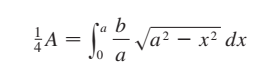 ¼A = ∫₀ᵃ b/a √(a² − x²) dx